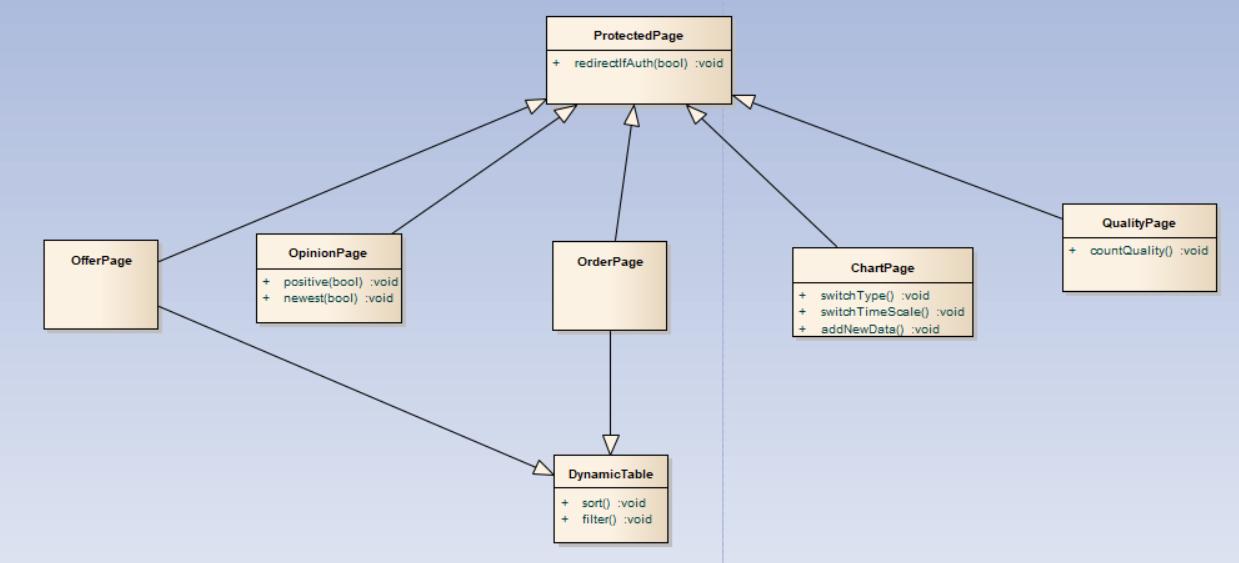 ProtectedPage
+ redirectIfAuth(bool) :void
OfferPage
OpinionPage
+ positive(bool) :void
+ newest(bool) :void
OrderPage
ChartPage
+ switchType() :void
+ switchTimeScale() :void
+ addNewData() :void
QualityPage
+ countQuality() :void
DynamicTable
+ sort() :void
+ filter() :void